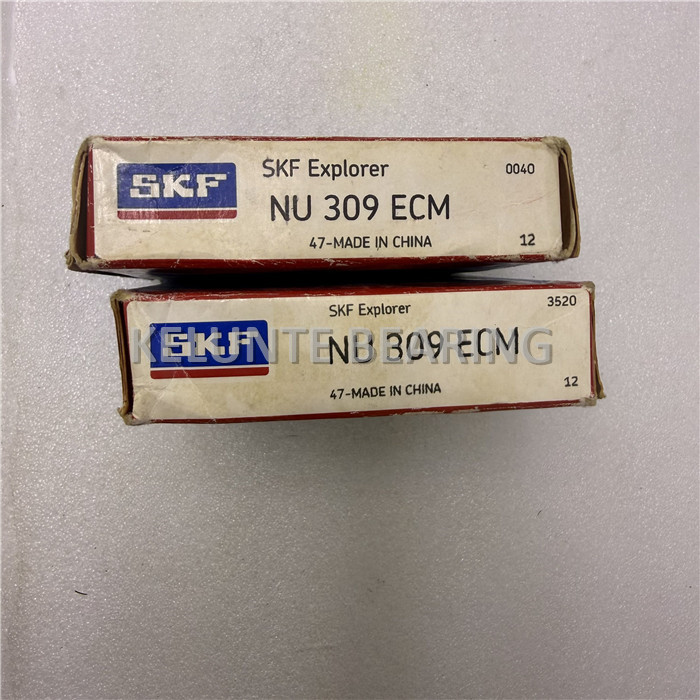 SKF
SKF Explorer
0040
NU 309 ECM
47-MADE IN CHINA
12
SKF
SKF Explorer
3520
NU 309 ECM
47-MADE IN CHINA
12
KELUNTE BEARING